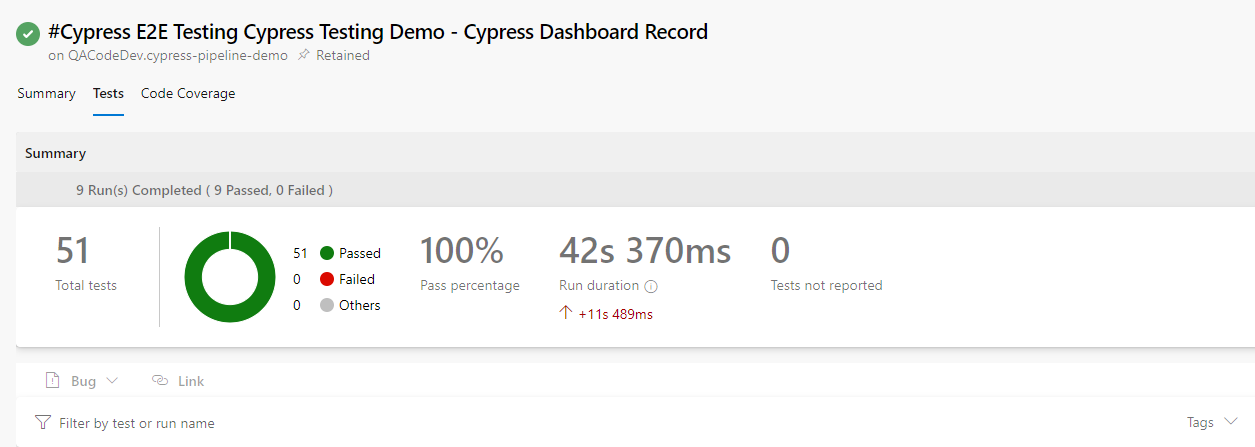 #Cypress E2E Testing Cypress Testing Demo - Cypress Dashboard Record
on QACodeDev.cypress-pipeline-demo Retained
Summary Tests Code Coverage
Summary
9 Run(s) Completed ( 9 Passed, 0 Failed )
51
Total tests
51 Passed
0 Failed
0 Others
100%
Pass percentage
42s 370ms
Run duration
+11s 489ms
0
Tests not reported
Bug Link
Filter by test or run name Tags